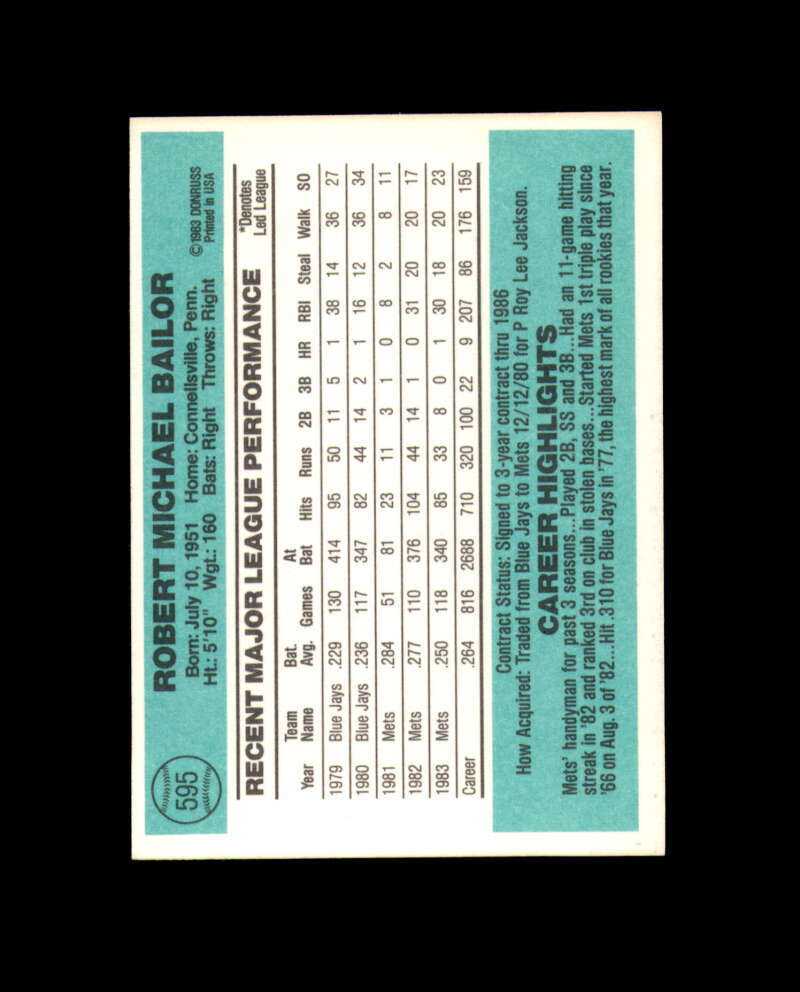 595
ROBERT MICHAEL BAILOR
Born: July 10, 1951 Home: Connellsville, Penn.
Ht.: 5'10" Wgt.: 160 Bats: Right Throws: Right
©1983 DONRUSS
Printed in USA
RECENT MAJOR LEAGUE PERFORMANCE
*Denotes
Led League
Year Team Name Bat. Avg. Games At Bat Hits Runs 2B 3B HR RBI Steal Walk SO
1979 Blue Jays .229 130 414 95 50 11 5 1 38 14 36 27
1980 Blue Jays .236 117 347 82 44 14 2 1 16 12 36 34
1981 Mets .284 51 81 23 11 3 1 0 8 2 8 11
1982 Mets .277 110 376 104 44 14 1 0 31 20 20 17
1983 Mets .250 118 340 85 33 8 0 1 30 18 20 23
Career .264 816 2688 710 320 100 22 9 207 86 176 159
Contract Status: Signed to 3-year contract thru 1986
How Acquired: Traded from Blue Jays to Mets 12/12/80 for P Roy Lee Jackson.
CAREER HIGHLIGHTS
Mets' handyman for past 3 seasons...Played 2B, SS and 3B...Had an 11-game hitting
streak in '82 and ranked 3rd on club in stolen bases...Started Mets 1st triple play since
'66 on Aug. 3 of '82...Hit .310 for Blue Jays in '77, the highest mark of all rookies that year.